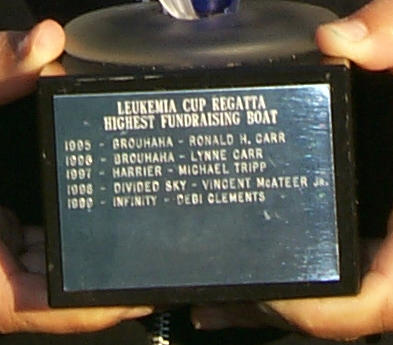 LEUKEMIA CUP REGATTA
HIGHEST FUNDRAISING BOAT
1995 - BROUHAHA - RONALD H. CARR
1996 - BROUHAHA - LYNNE CARR
1997 - HARRIER - MICHAEL TRIPP
1998 - DIVIDED SKY - VINCENT MCATEER JR.
1999 - INFINITY - DEBI CLEMENTS